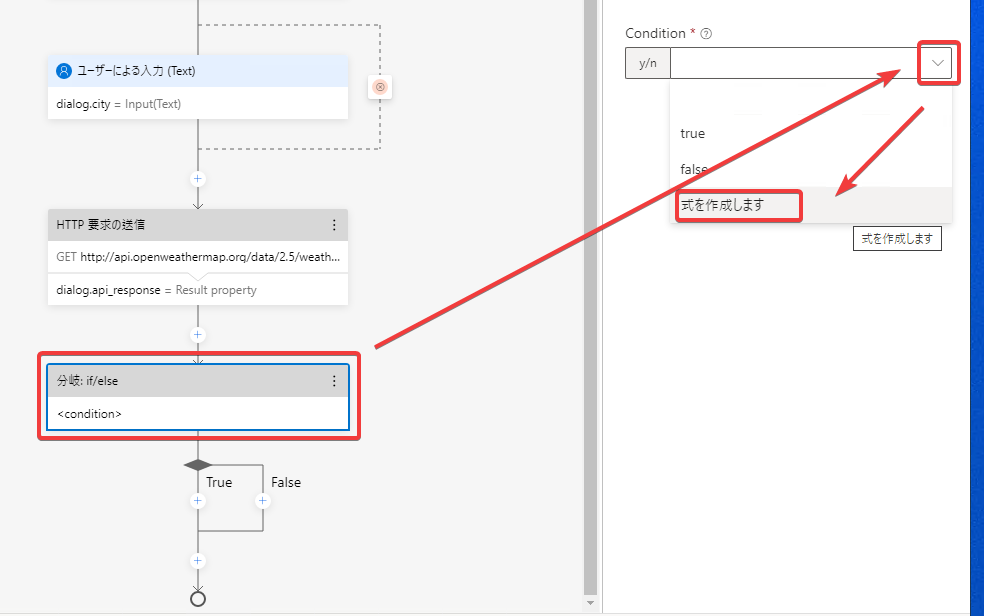 ユーザーによる入力 (Text)
dialog.city = Input(Text)
HTTP 要求の送信
GET http://api.openweathermap.org/data/2.5/weath...
dialog.api_response = Result property
分岐: if/else
<condition>
True
False
Condition *
y/n
true
false
式を作成します
式を作成します